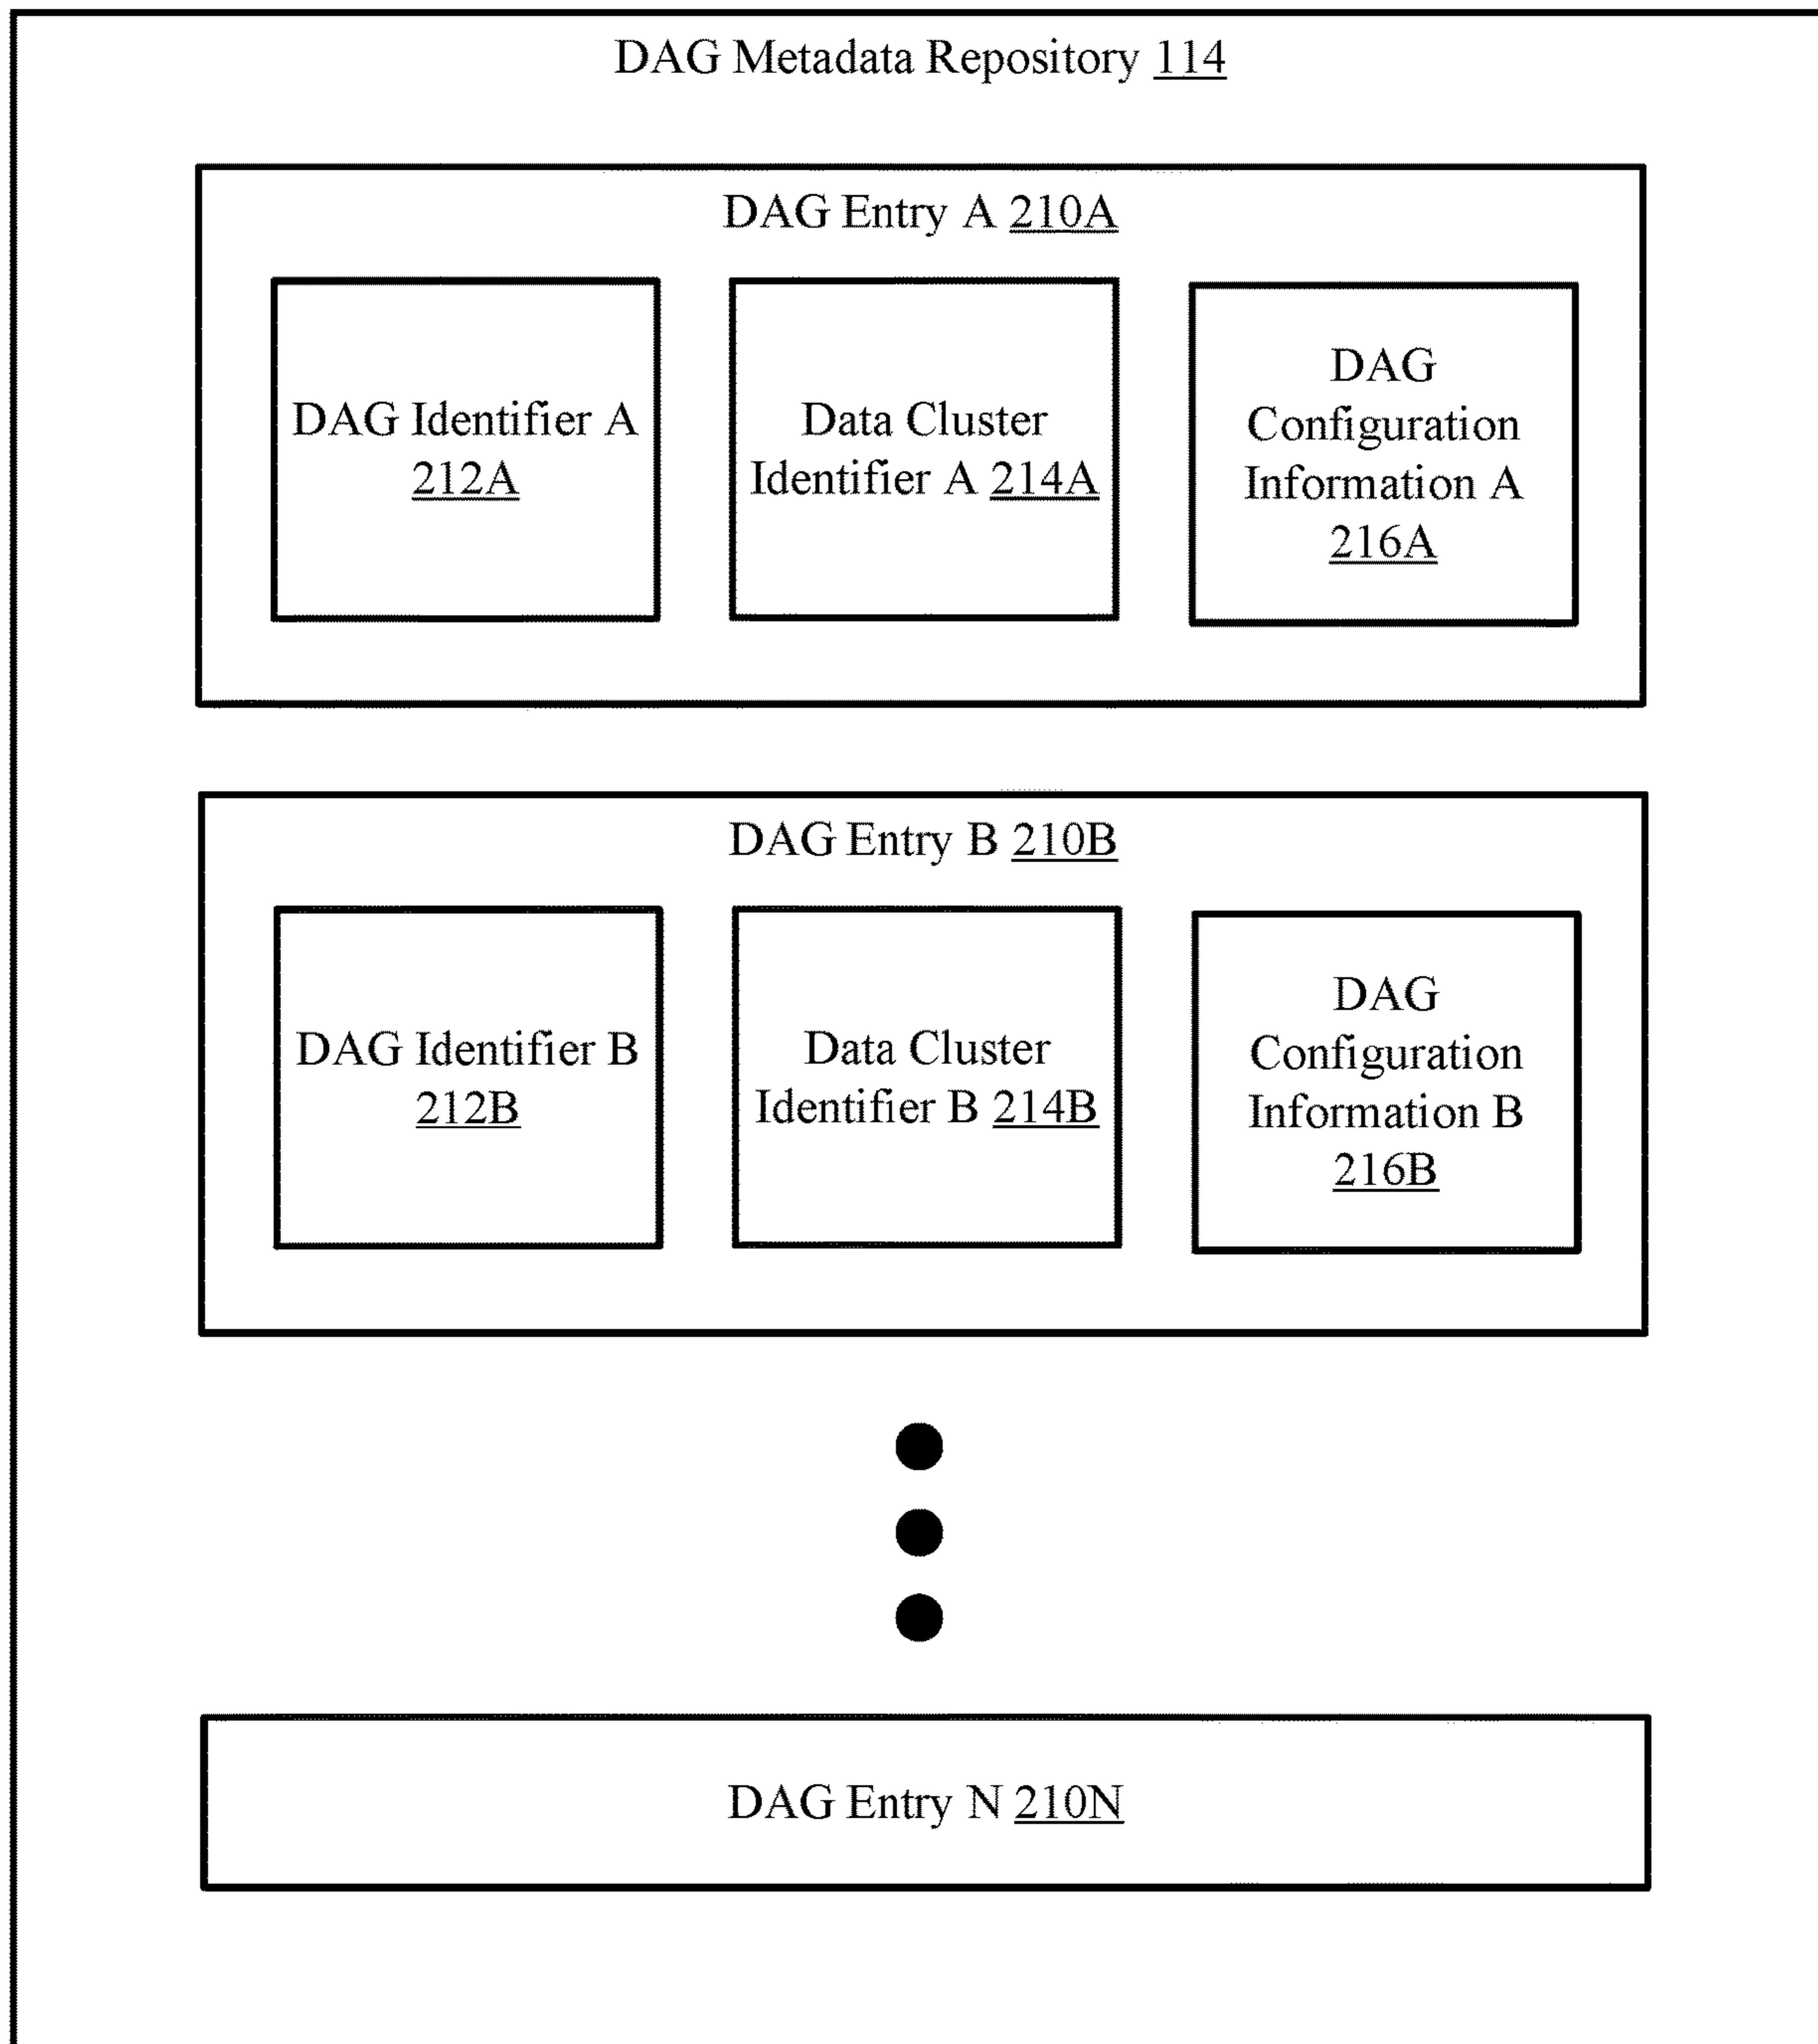 DAG Metadata Repository 114
DAG Entry A 210A
DAG Identifier A
212A
Data Cluster
Identifier A 214A
DAG
Configuration
Information A
216A
DAG Entry B 210B
DAG Identifier B
212B
Data Cluster
Identifier B 214B
DAG
Configuration
Information B
216B
DAG Entry N 210N